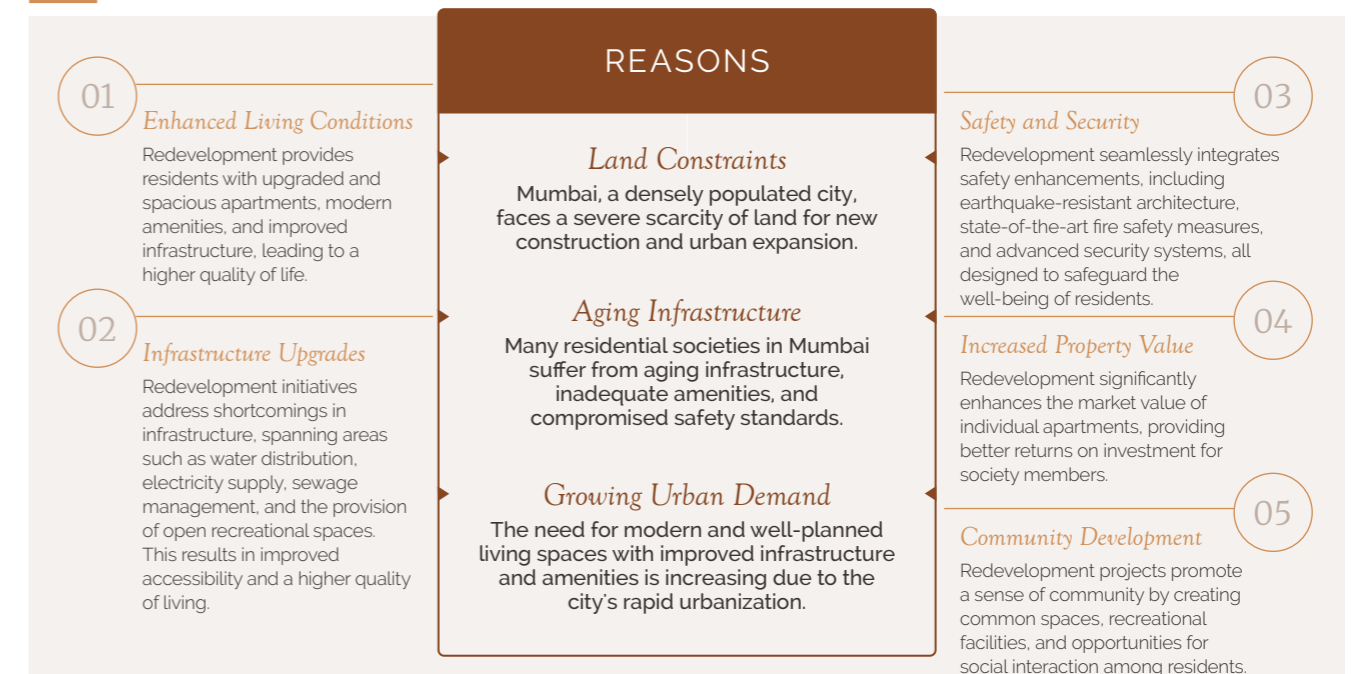 REASONS
01
Enhanced Living Conditions
Redevelopment provides
residents with upgraded and
spacious apartments, modern
amenities, and improved
infrastructure, leading to a
higher quality of life.
02
Infrastructure Upgrades
Redevelopment initiatives
address shortcomings in
infrastructure, spanning areas
such as water distribution,
electricity supply, sewage
management, and the provision
of open recreational spaces.
This results in improved
accessibility and a higher quality
of living.
Land Constraints
Mumbai, a densely populated city,
faces a severe scarcity of land for new
construction and urban expansion.
Aging Infrastructure
Many residential societies in Mumbai
suffer from aging infrastructure,
inadequate amenities, and
compromised safety standards.
Growing Urban Demand
The need for modern and well-planned
living spaces with improved infrastructure
and amenities is increasing due to the
city's rapid urbanization.
03
Safety and Security
Redevelopment seamlessly integrates
safety enhancements, including
earthquake-resistant architecture,
state-of-the-art fire safety measures,
and advanced security systems, all
designed to safeguard the
well-being of residents.
04
Increased Property Value
Redevelopment significantly
enhances the market value of
individual apartments, providing
better returns on investment for
society members.
05
Community Development
Redevelopment projects promote
a sense of community by creating
common spaces, recreational
facilities, and opportunities for
social interaction among residents.